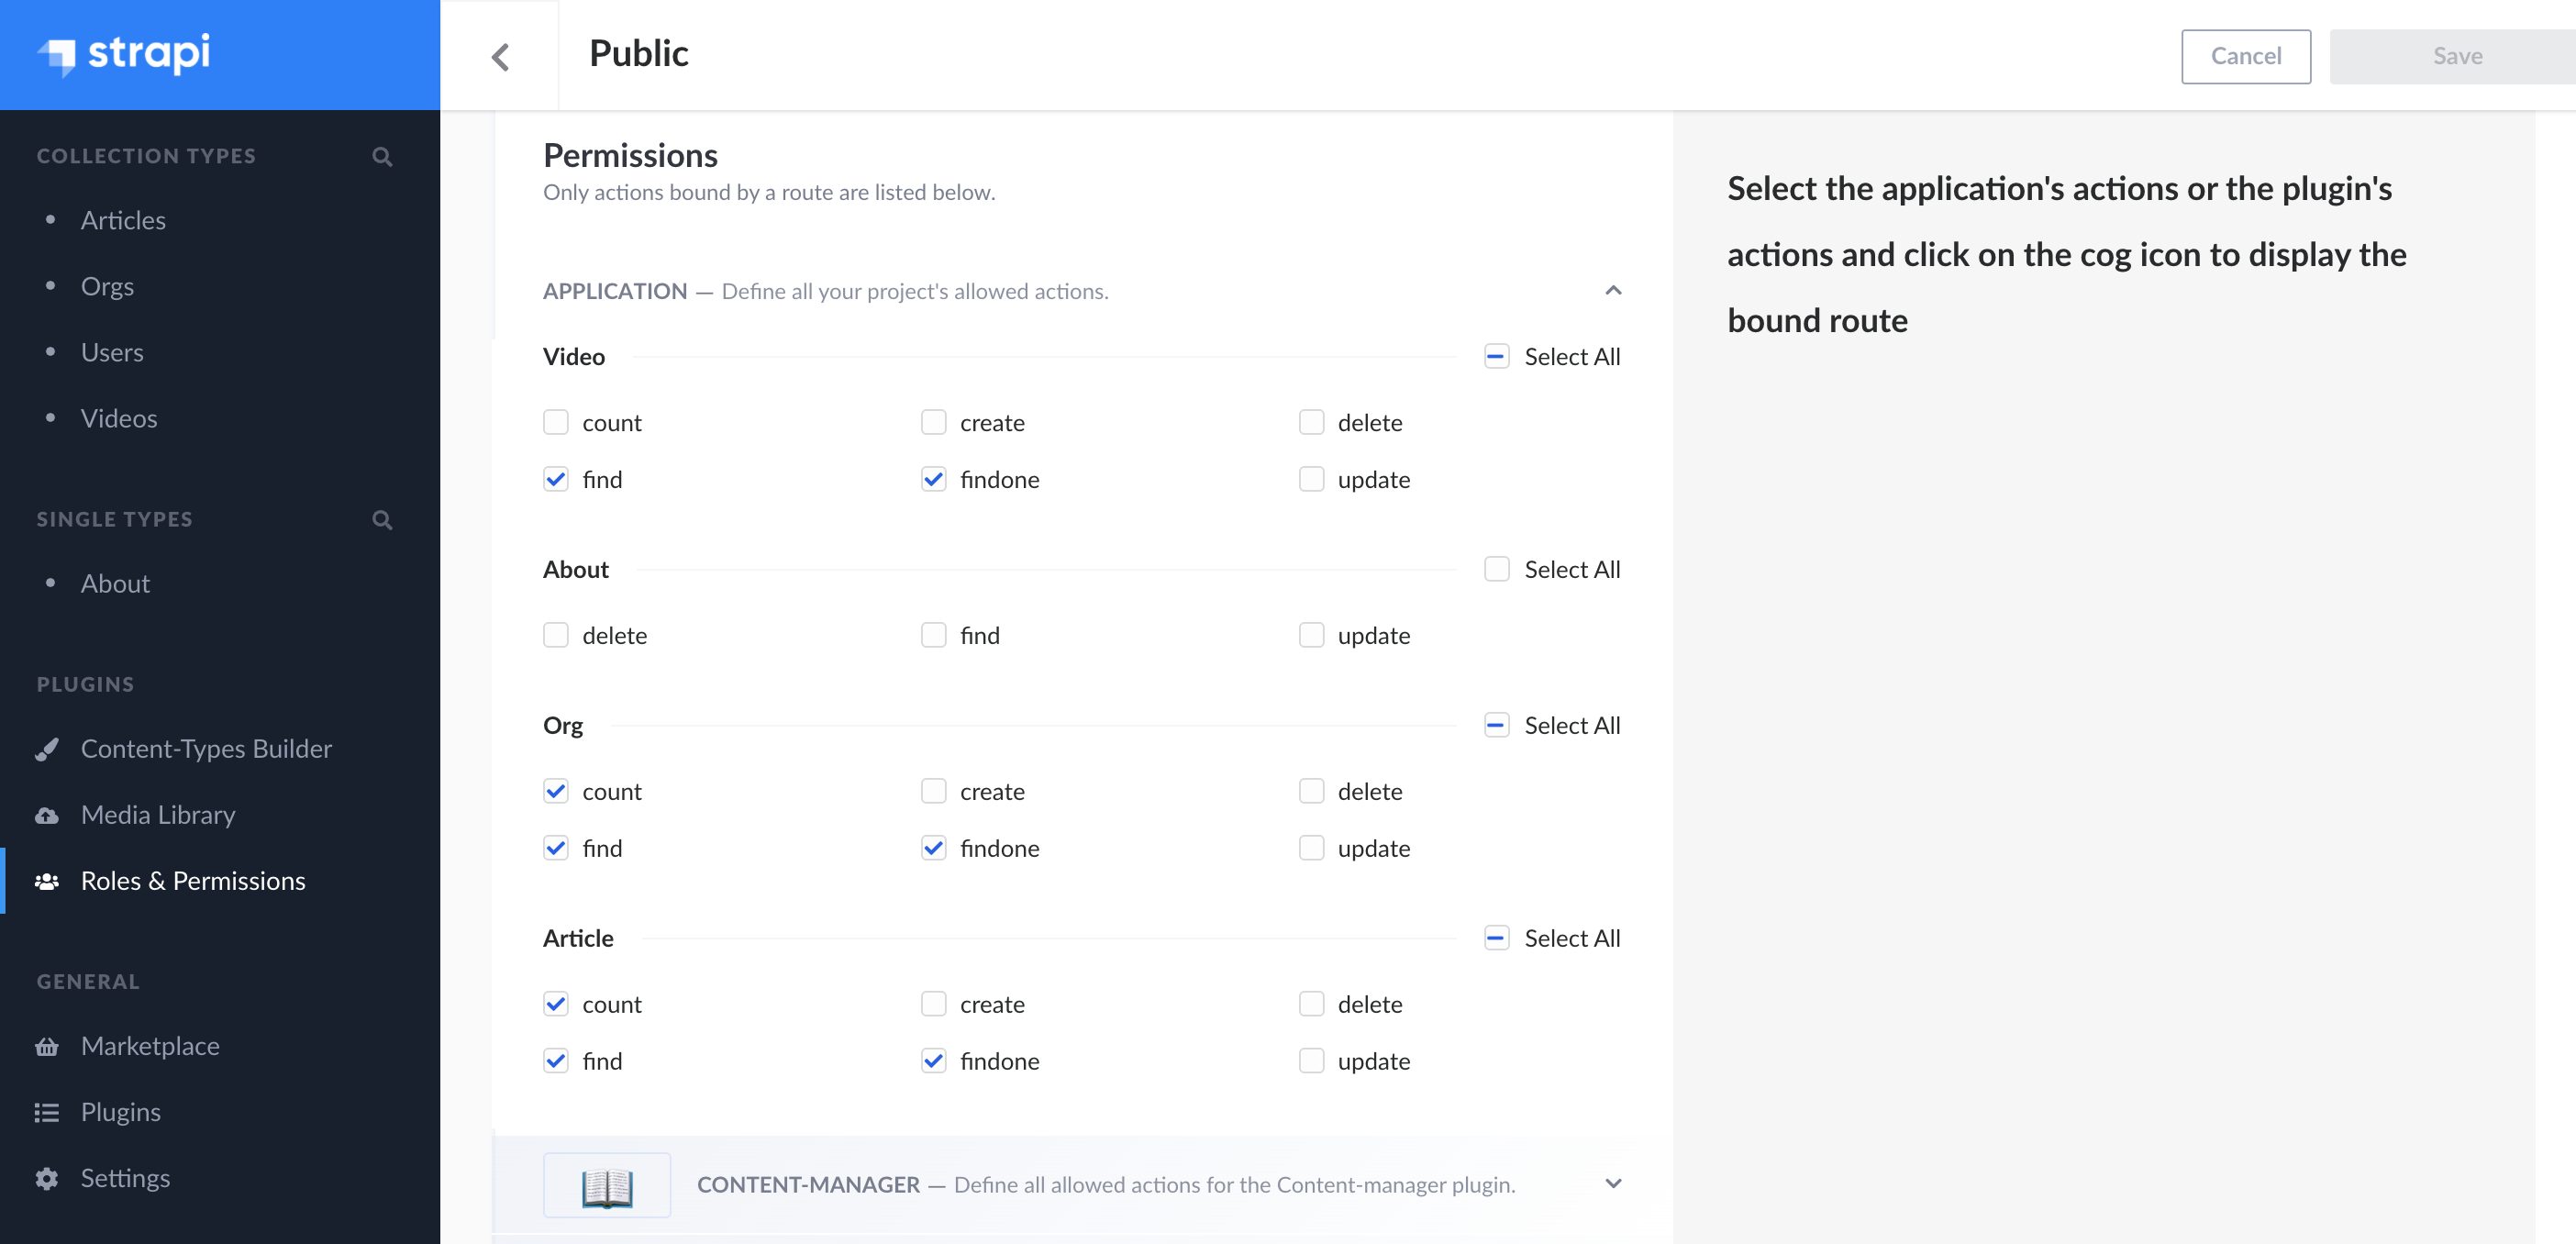 strapi
COLLECTION TYPES
Articles
Orgs
Users
Videos
SINGLE TYPES
About
PLUGINS
Content-Types Builder
Media Library
Roles & Permissions
GENERAL
Marketplace
Plugins
Settings
Public
Cancel
Save
Permissions
Only actions bound by a route are listed below.
APPLICATION — Define all your project's allowed actions.
Video
Select All
count
create
delete
find
findone
update
About
Select All
delete
find
update
Org
Select All
count
create
delete
find
findone
update
Article
Select All
count
create
delete
find
findone
update
CONTENT-MANAGER — Define all allowed actions for the Content-manager plugin.
Select the application's actions or the plugin's
actions and click on the cog icon to display the
bound route